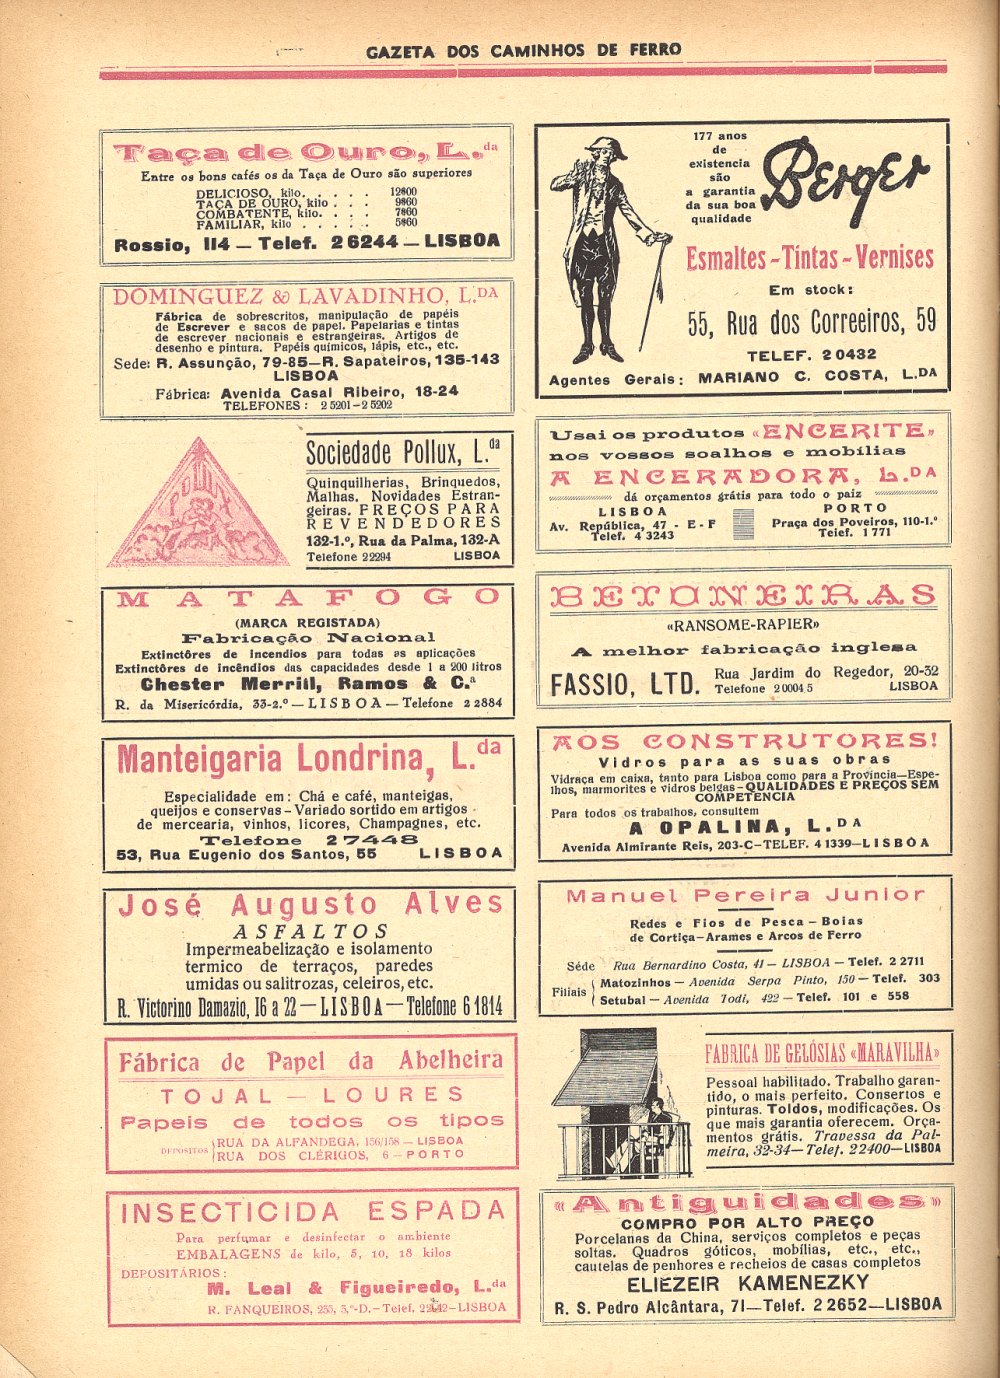 GAZETA DOS CAMINHOS DE FERRO
Taça de Ouro, L.da
Entre os bons cafés os da Taça de Ouro são superiores
DELICIOSO, kilo. . . . . 12$00
TAÇA DE OURO, kilo . . . 9$60
COMBATENTE, kilo. . . . 7$60
FAMILIAR, kilo . . . . . 5$60
Rossio, 114 — Telef. 2 6244 — LISBOA
DOMINGUEZ & LAVADINHO, L.DA
Fábrica de sobrescritos, manipulação de papéis
de Escrever e sacos de papel. Papelarias e tintas
de escrever nacionais e estrangeiras. Artigos de
desenho e pintura. Papéis químicos, lápis, etc., etc.
Sede: R. Assunção, 79-85—R. Sapateiros, 135-143
LISBOA
Fábrica: Avenida Casal Ribeiro, 18-24
TELEFONES : 2 5201 – 2 5202
POLUX
Sociedade Pollux, L.da
Quinquilherias, Brinquedos,
Malhas. Novidades Estran-
geiras. PREÇOS PARA
REVENDEDORES
132-1.º, Rua da Palma, 132-A
Telefone 2 2294 LISBOA
MATAFOGO
(MARCA REGISTADA)
Fabricação Nacional
Extinctôres de Incendios para todas as aplicações
Extinctôres de incêndios das capacidades desde 1 a 200 litros
Chester Merrill, Ramos & C.ª
R. da Misericórdia, 33-2.º — LISBOA — Telefone 2 2884
Manteigaria Londrina, L.da
Especialidade em: Chá e café, manteigas,
queijos e conservas – Variado sortido em artigos
de mercearia, vinhos, licores, Champagnes, etc.
Telefone 2 7448
53, Rua Eugenio dos Santos, 55 LISBOA
José Augusto Alves
ASFALTOS
Impermeabelização e isolamento
termico de terraços, paredes
umidas ou salitrozas, celeiros, etc.
R. Victorino Damazio, 16 a 22 — LISBOA — Telefone 6 1814
Fábrica de Papel da Abelheira
TOJAL — LOURES
Papeis de todos os tipos
DEPOSITOS
RUA DA ALFANDEGA, 156/158 — LISBOA
RUA DOS CLÉRIGOS, 6 — PORTO
INSECTICIDA ESPADA
Para perfumar e desinfectar o ambiente
EMBALAGENS de kilo, 5, 10, 18 kilos
DEPOSITÁRIOS :
M. Leal & Figueiredo, L.da
R. FANQUEIROS, 255, 3.º-D. – Telef. – LISBOA
177 anos
de
existencia
são
a garantia
da sua boa
qualidade
Berger
Esmaltes - Tintas - Vernises
Em stock:
55, Rua dos Correeiros, 59
TELEF. 2 0432
Agentes Gerais: MARIANO C. COSTA, L.DA
Usai os produtos «ENCERITE»
nos vossos soalhos e mobílias
A ENCERADORA, L.DA
dá orçamentos grátis para todo o paiz
LISBOA
Av. República, 47 - E - F
Telef. 4 3243
PORTO
Praça dos Poveiros, 110-1.º
Telef. 1 771
BETONEIRAS
«RANSOME-RAPIER»
A melhor fabricação inglesa
FASSIO, LTD. Rua Jardim do Regedor, 20-32
Telefone 2 0004 5 LISBOA
AOS CONSTRUTORES!
Vidros para as suas obras
Vidraça em caixa, tanto para Lisboa como para a Província—Espe-
lhos, marmorites e vidros belgas – QUALIDADES E PREÇOS SEM
COMPETENCIA
Para todos os trabalhos, consultem
A OPALINA, L.DA
Avenida Almirante Reis, 203-C – TELEF. 4 1339 – LISBOA
Manuel Pereira Junior
Redes e Fios de Pesca – Boias
de Cortiça – Arames e Arcos de Ferro
Séde Rua Bernardino Costa, 41 — LISBOA — Telef. 2 2711
Filiais
Matozinhos — Avenida Serpa Pinto, 150 — Telef. 303
Setubal — Avenida Todi, 422 — Telef. 101 e 558
FABRICA DE GELÓSIAS «MARAVILHA»
Pessoal habilitado. Trabalho garan-
tido, o mais perfeito. Consertos e
pinturas. Toldos, modificações. Os
que mais garantia oferecem. Orça-
mentos grátis. Travessa da Pal-
meira, 32-34—Telef. 2 2400—LISBOA
«Antiguidades»
COMPRO POR ALTO PREÇO
Porcelanas da China, serviços completos e peças
soltas. Quadros góticos, mobílias, etc., etc.,
cautelas de penhores e recheios de casas completos
ELIEZEIR KAMENEZKY
R. S. Pedro Alcântara, 71—Telef. 2 2652—LISBOA